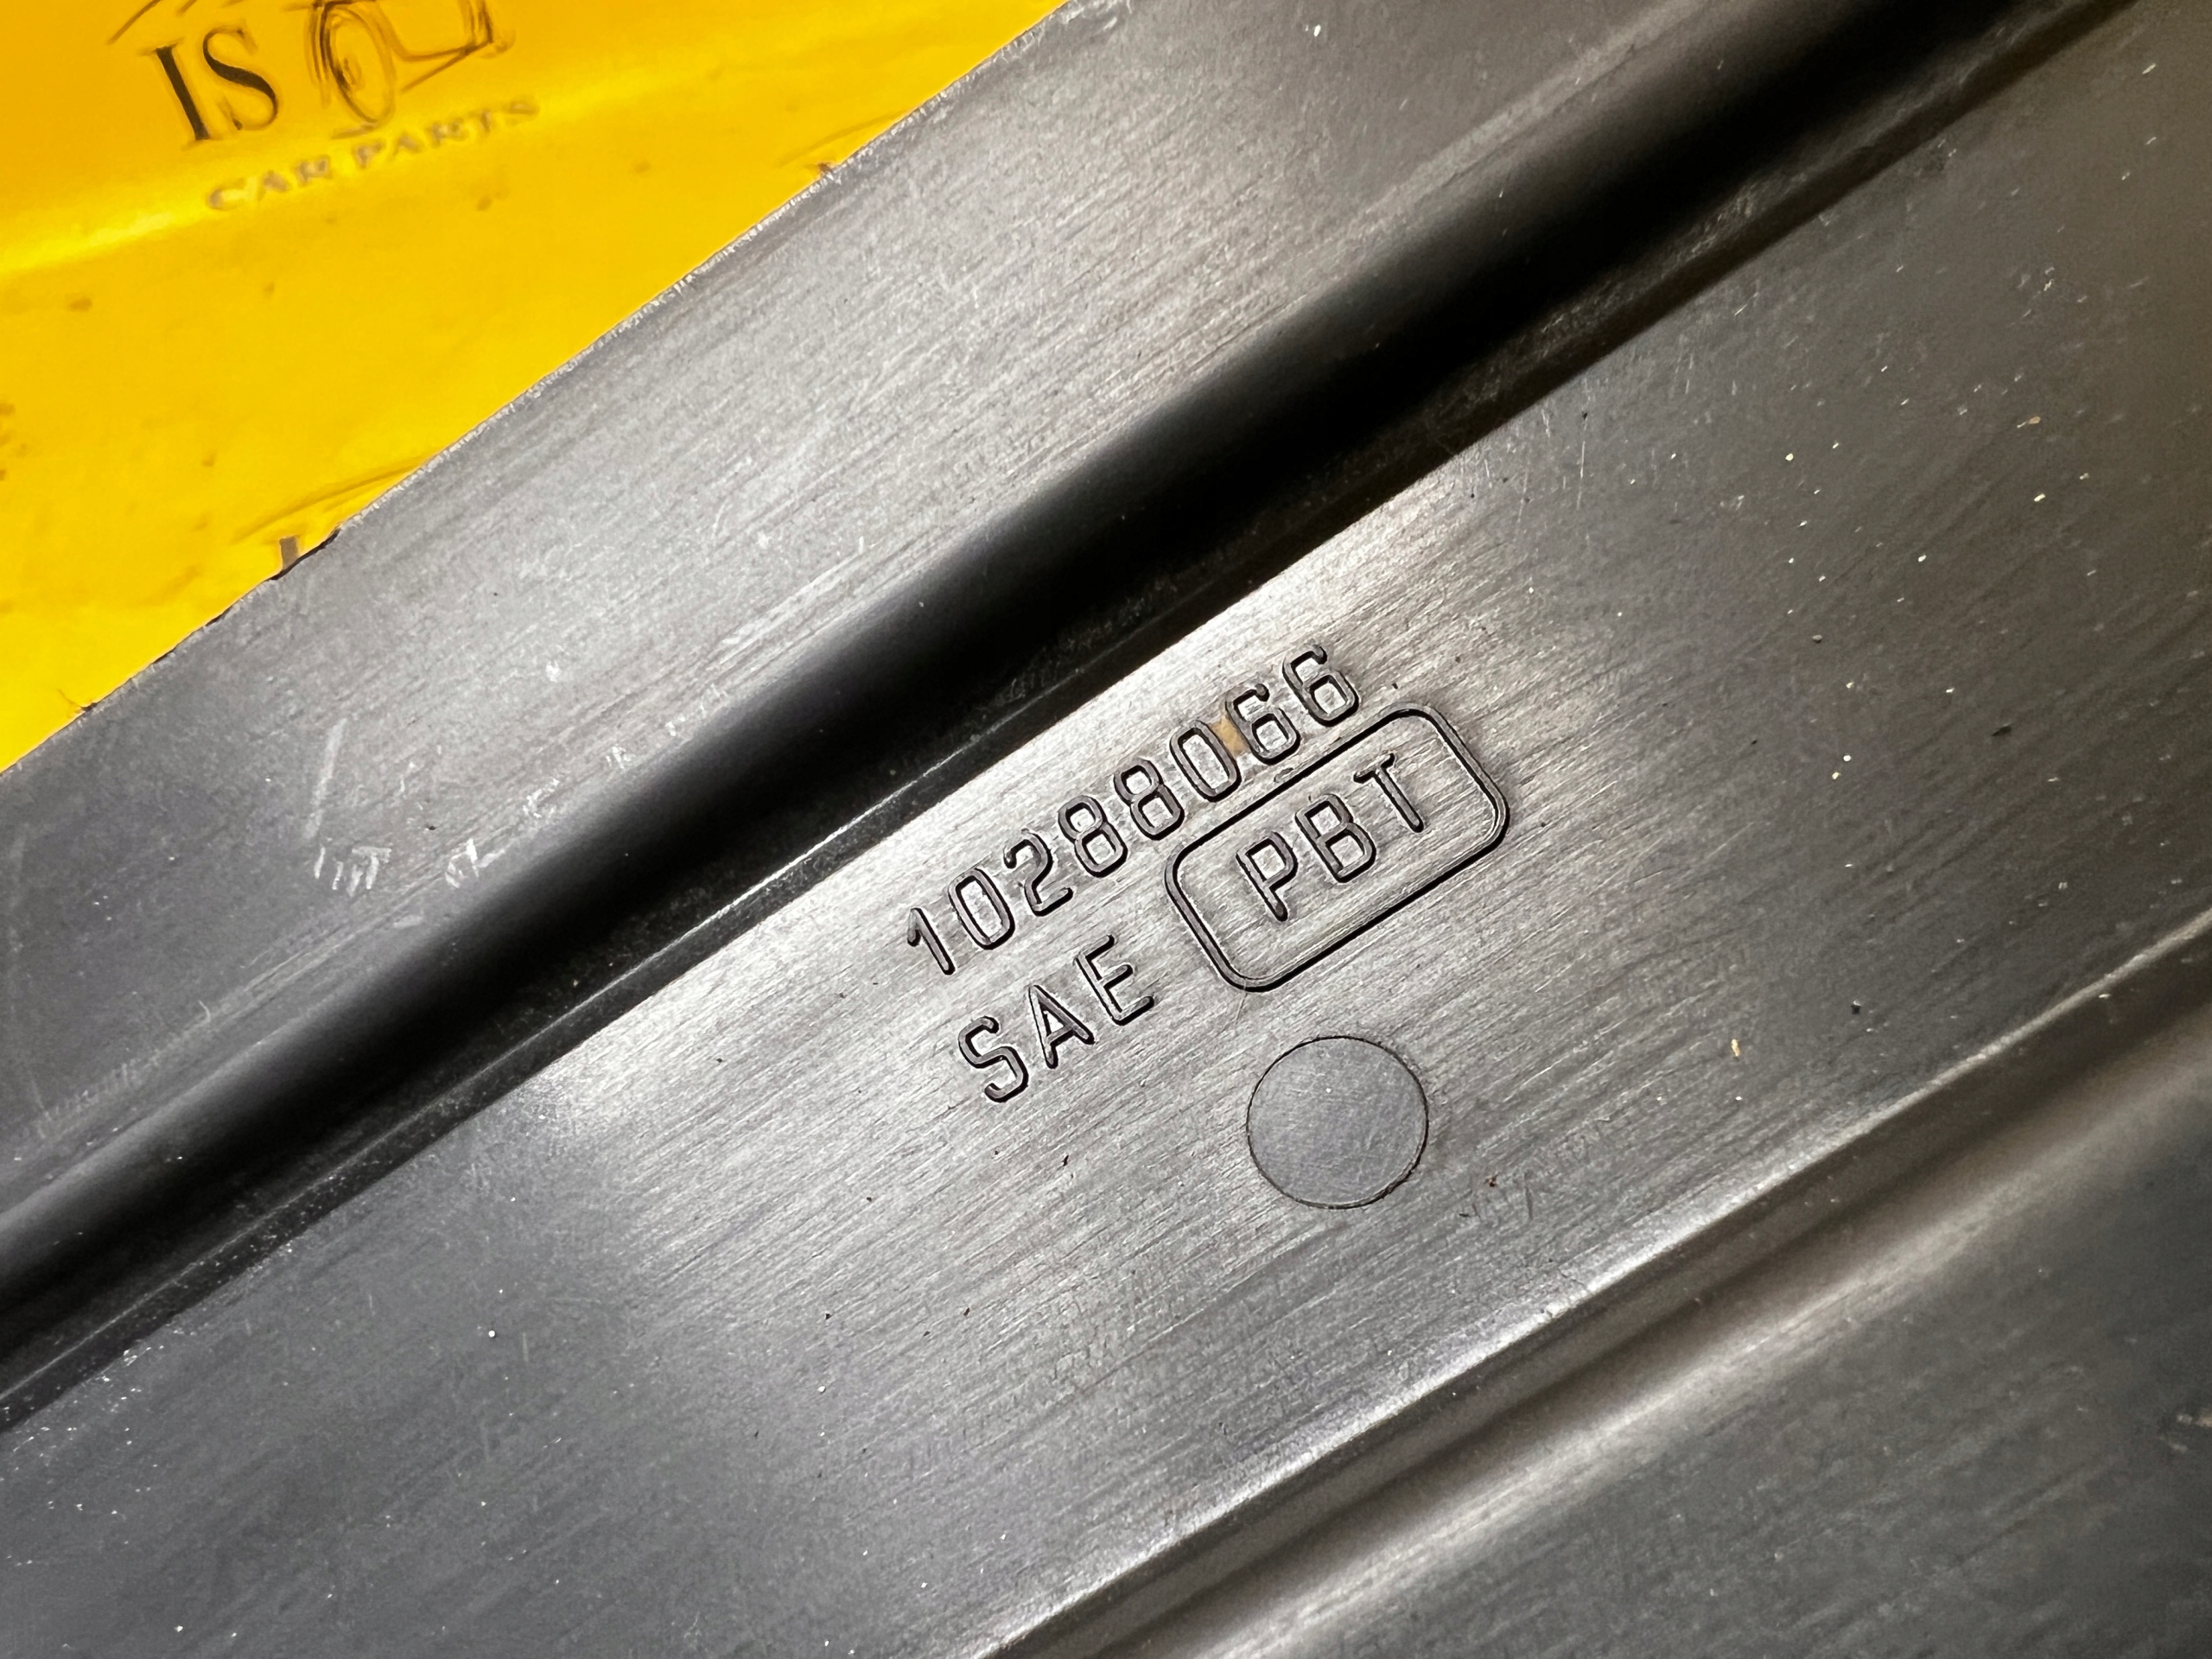 IS
CAR PARTS
10288066
SAE PBT